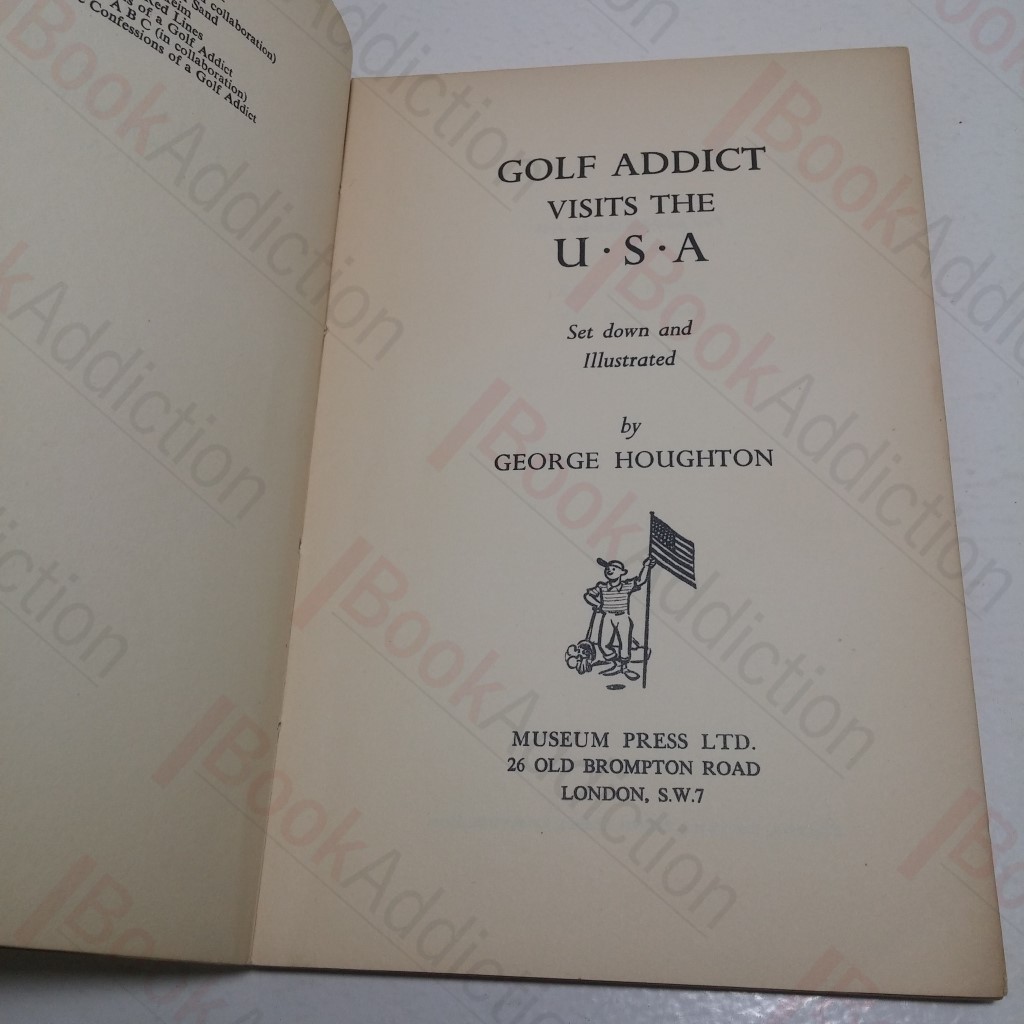 collaboration)
Sand
Lines
of a Golf Addict
A B C (in collaboration)
Confessions of a Golf Addict
GOLF ADDICT
VISITS THE
U·S·A
Set down and
Illustrated
by
GEORGE HOUGHTON
MUSEUM PRESS LTD.
26 OLD BROMPTON ROAD
LONDON, S.W.7
BookAddiction